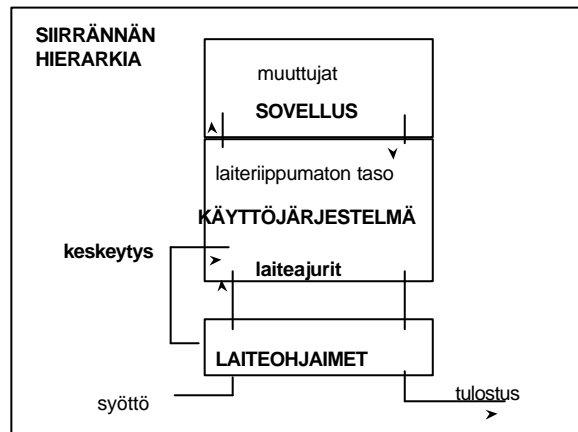 SIIRRÄNNÄN
HIERARKIA
muuttujat
SOVELLUS
laiteriippumaton taso
KÄYTTÖJÄRJESTELMÄ
keskeytys
laiteajurit
LAITEOHJAIMET
syöttö
tulostus